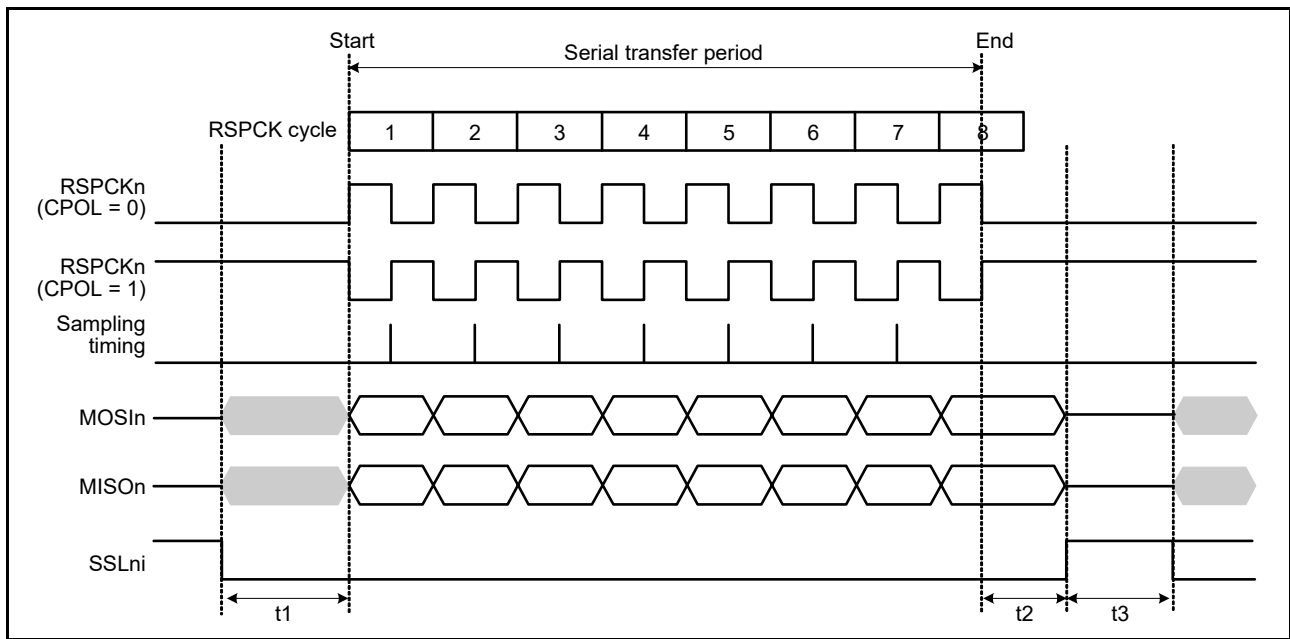 Start
End
Serial transfer period
RSPCK cycle
1 2 3 4 5 6 7 8
RSPCKn
(CPOL = 0)
RSPCKn
(CPOL = 1)
Sampling
timing
MOSIn
MISOn
SSLni
t1
t2
t3